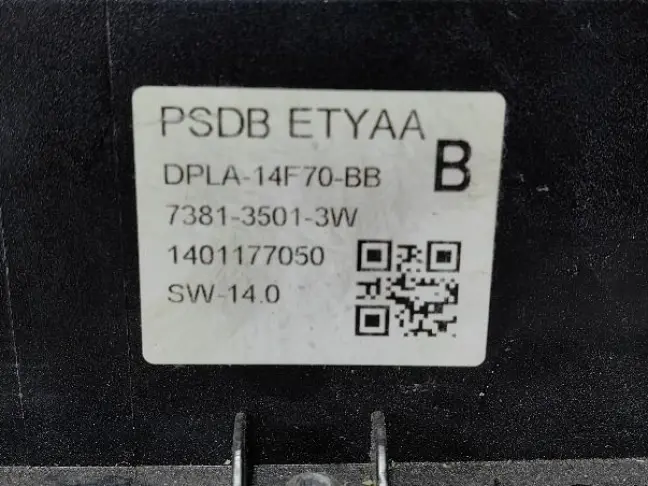 PSDB ETYAA
B
DPLA-14F70-BB
7381-3501-3W
1401177050
SW-14.0